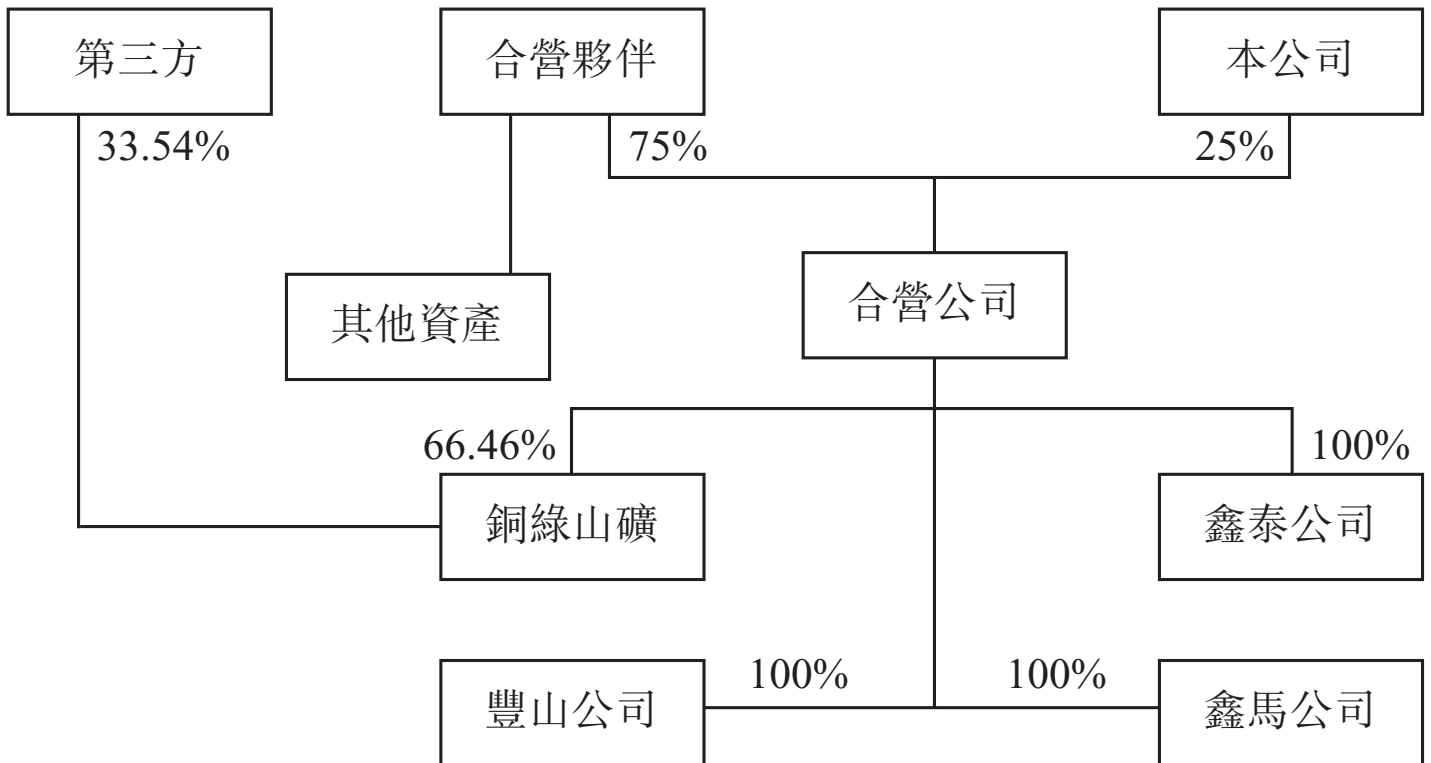 第三方
合營夥伴
本公司
33.54%
75%
25%
其他資產
合營公司
66.46%
100%
銅綠山礦
鑫泰公司
100%
100%
豐山公司
鑫馬公司